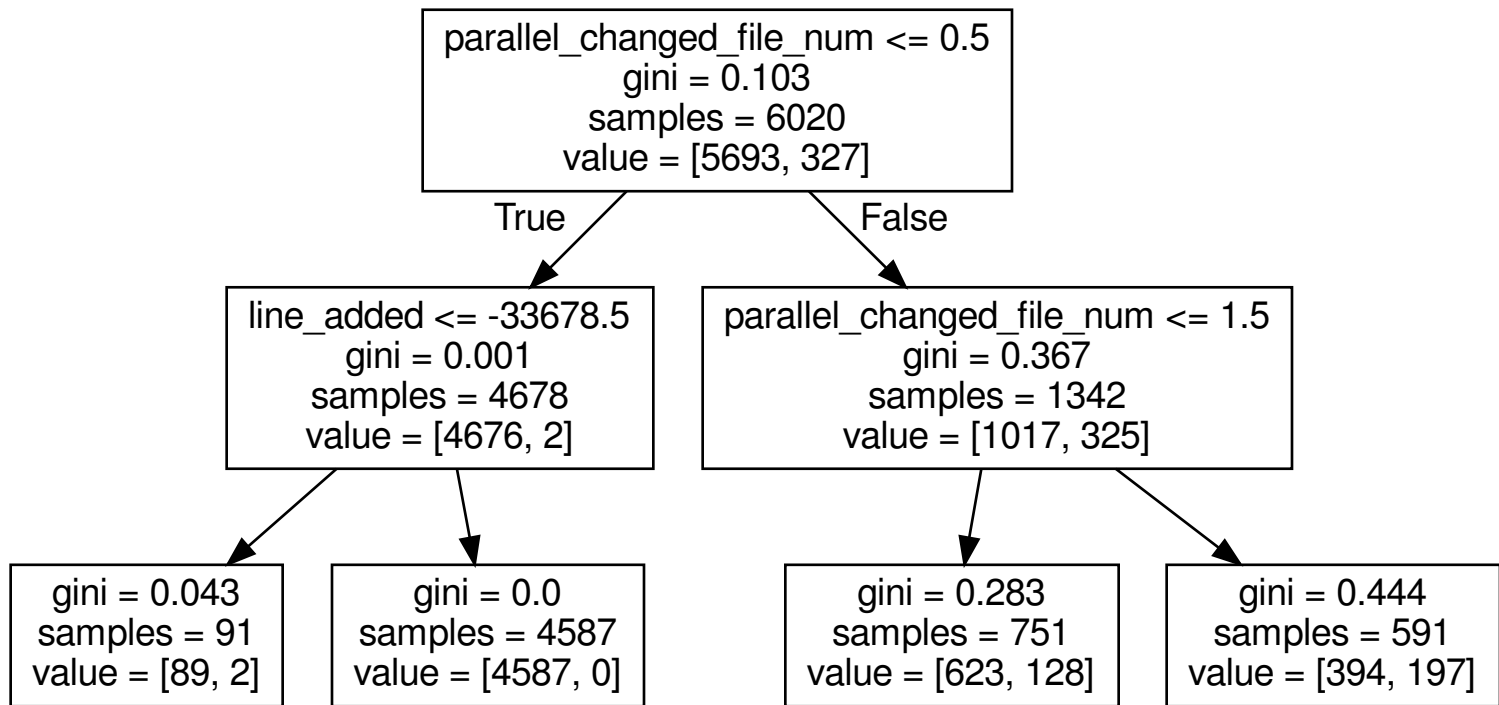 parallel_changed_file_num <= 0.5
gini = 0.103
samples = 6020
value = [5693, 327]
True
False
line_added <= -33678.5
gini = 0.001
samples = 4678
value = [4676, 2]
parallel_changed_file_num <= 1.5
gini = 0.367
samples = 1342
value = [1017, 325]
gini = 0.043
samples = 91
value = [89, 2]
gini = 0.0
samples = 4587
value = [4587, 0]
gini = 0.283
samples = 751
value = [623, 128]
gini = 0.444
samples = 591
value = [394, 197]